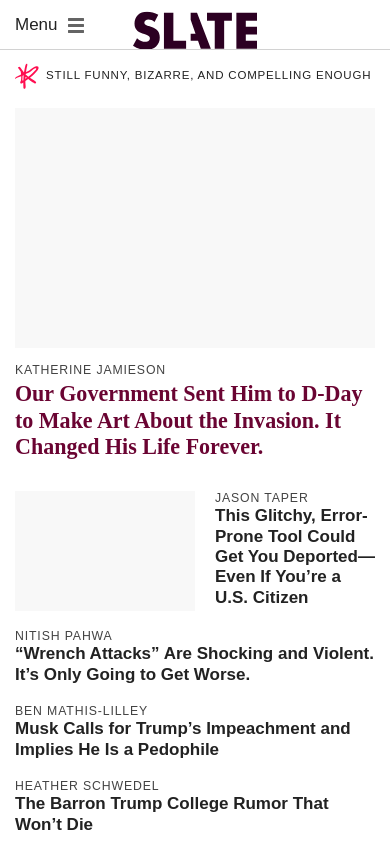 Menu
SLATE
STILL FUNNY, BIZARRE, AND COMPELLING ENOUGH
KATHERINE JAMIESON
Our Government Sent Him to D-Day
to Make Art About the Invasion. It
Changed His Life Forever.
JASON TAPER
This Glitchy, Error-
Prone Tool Could
Get You Deported—
Even If You’re a
U.S. Citizen
NITISH PAHWA
“Wrench Attacks” Are Shocking and Violent.
It’s Only Going to Get Worse.
BEN MATHIS-LILLEY
Musk Calls for Trump’s Impeachment and
Implies He Is a Pedophile
HEATHER SCHWEDEL
The Barron Trump College Rumor That
Won’t Die